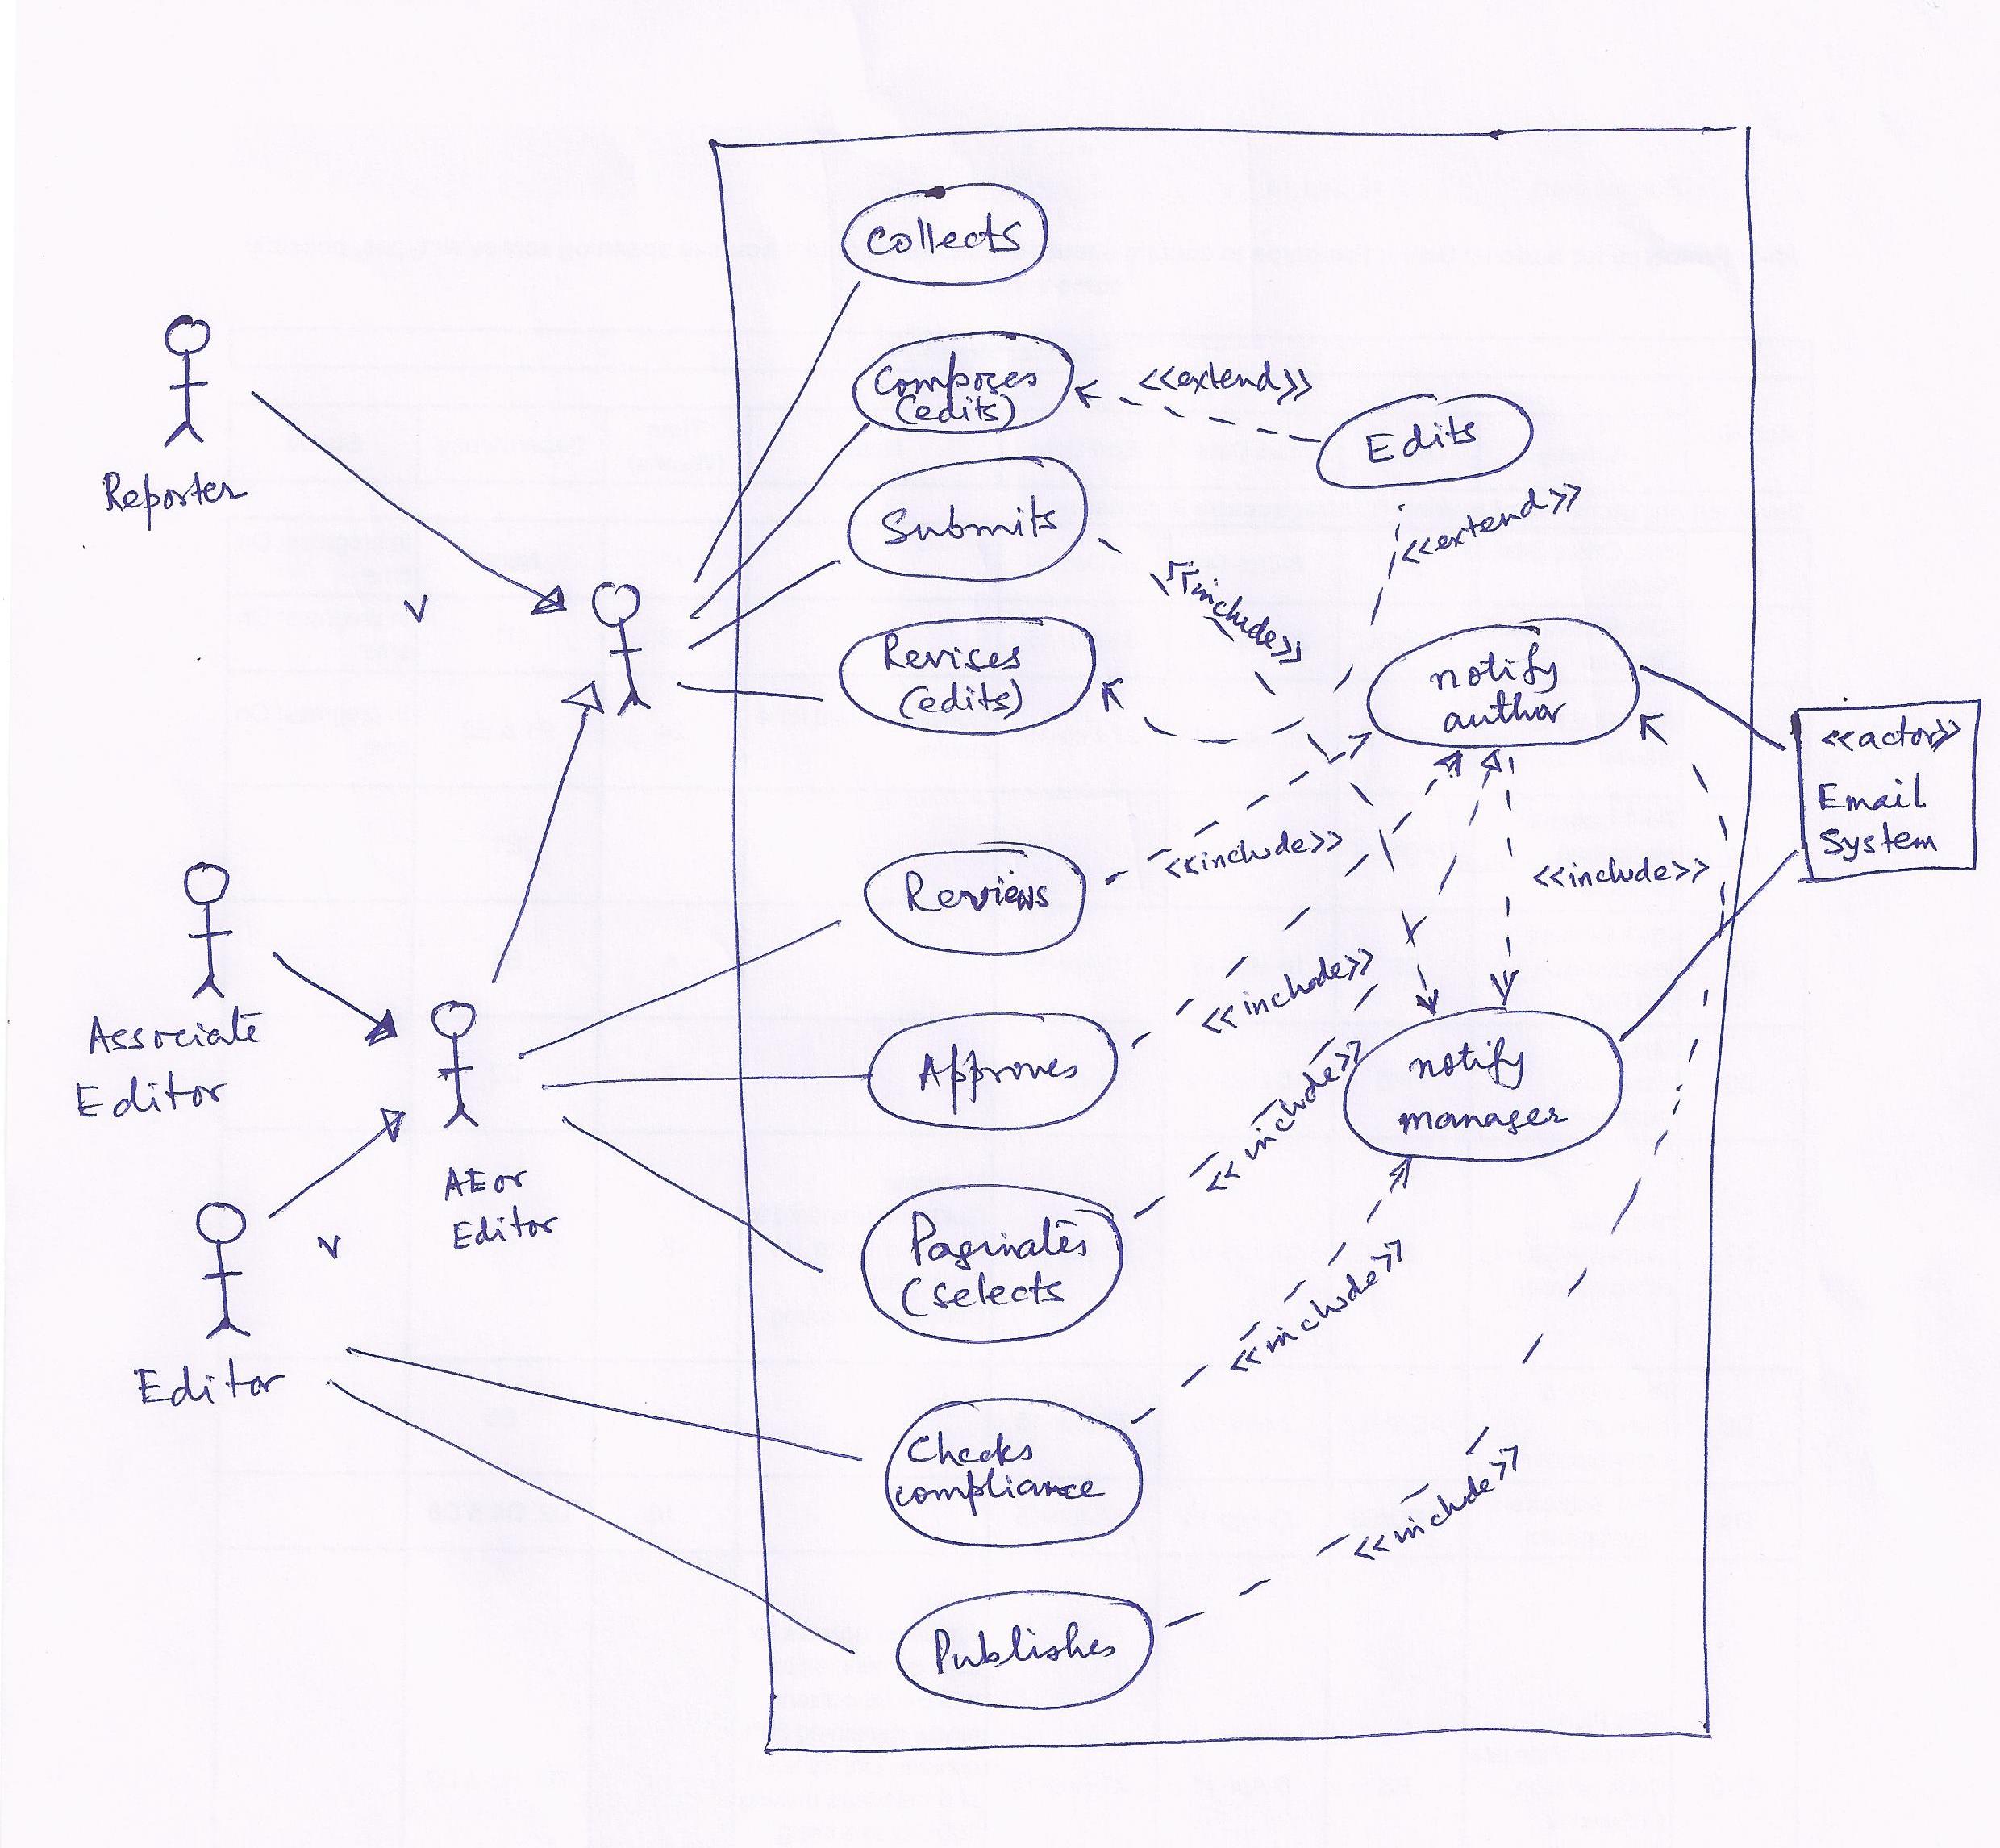 Collects
Composes
(edits)
<<extend>>
Edits
Submits
<<extend>>
Reporter
<<include>>
v
Revises
(edits)
notify
author
<<actor>>
Email
System
<<include>>
<<include>>
Reviews
<<include>>
Associate
Editor
Approves
notify
manager
<<include>>
AE or
Editor
v
Paginates
(selects
<<include>>
Editor
Checks
compliance
<<include>>
Publishes